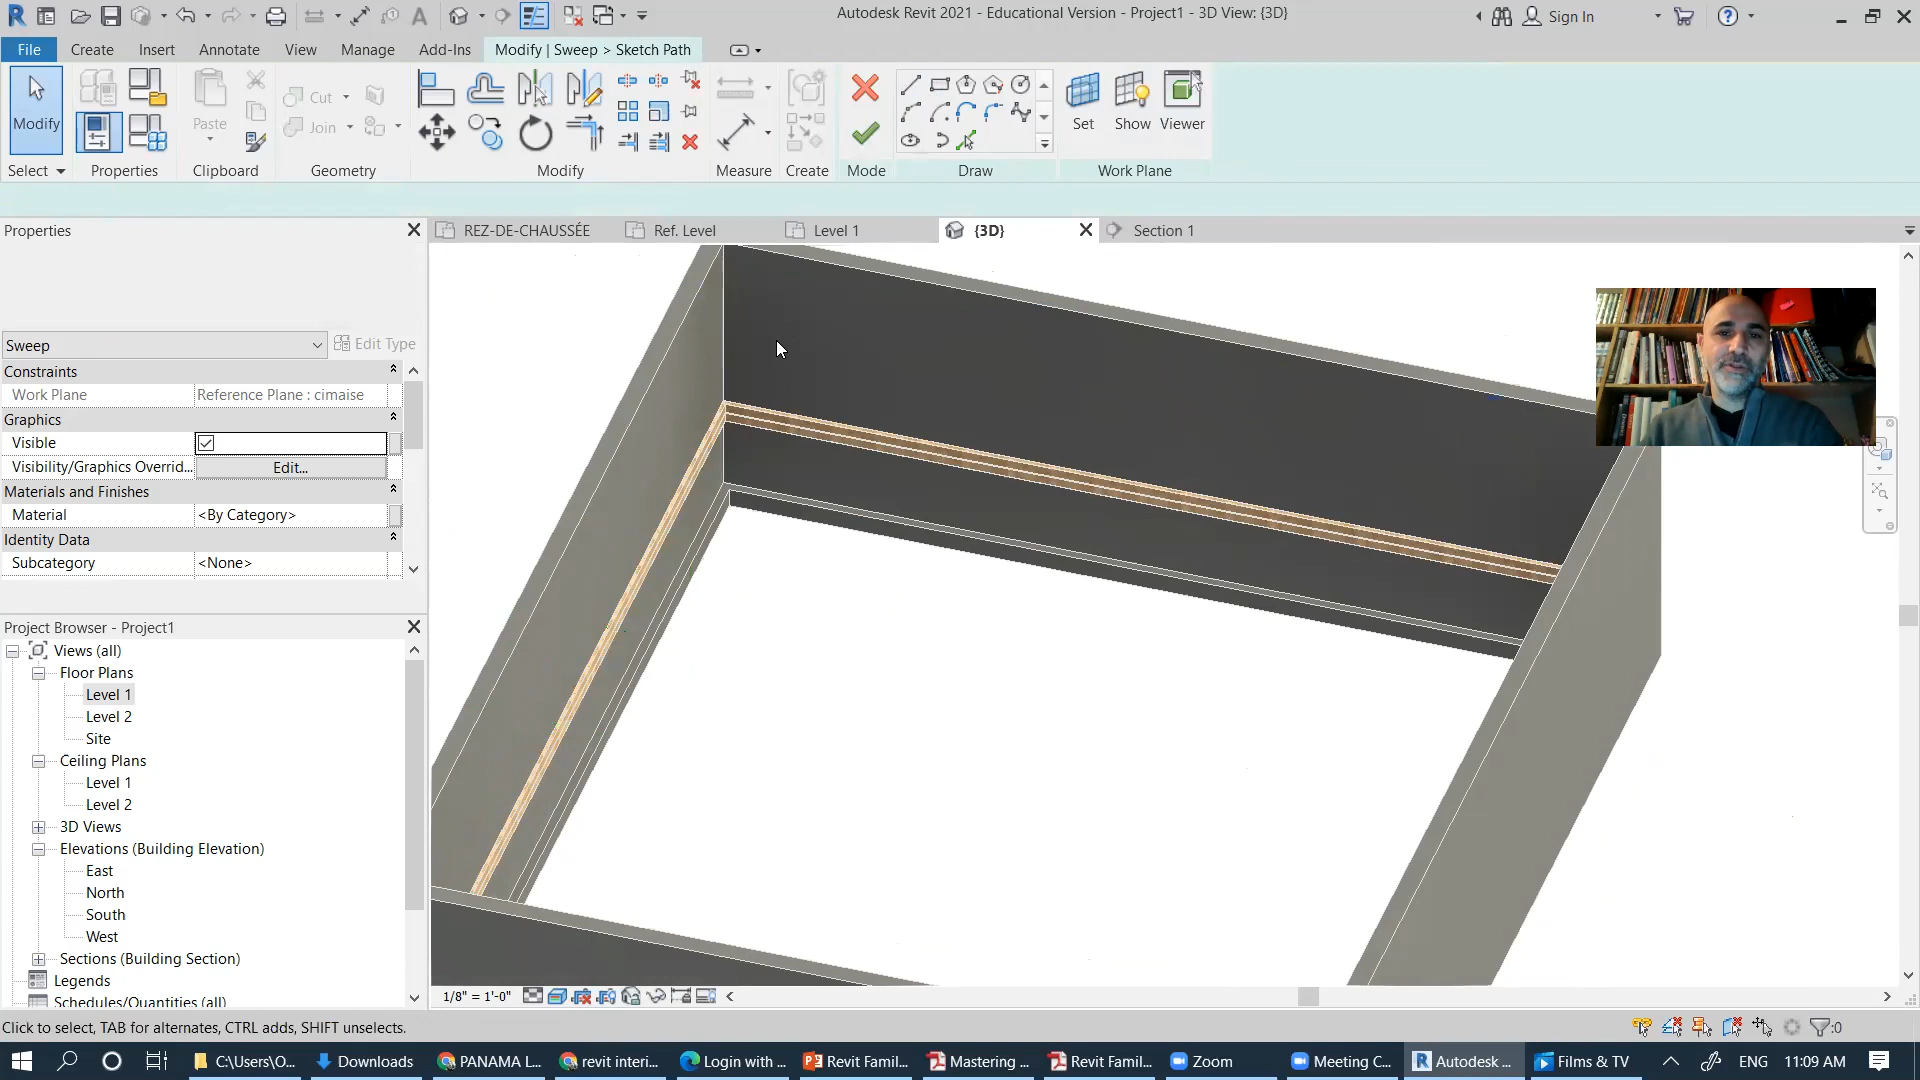 Autodesk Revit 2021 - Educational Version - Project1 - 3D View: {3D}
Sign In
File Create Insert Annotate View Manage Add-Ins Modify | Sweep > Sketch Path
Modify
Paste
Cut
Join
Set Show Viewer
Select Properties Clipboard Geometry Modify Measure Create Mode Draw Work Plane
Properties
REZ-DE-CHAUSSÉE Ref. Level Level 1 {3D} Section 1
Sweep Edit Type
Constraints
Work Plane Reference Plane : cimaise
Graphics
Visible
Visibility/Graphics Overrid... Edit...
Materials and Finishes
Material <By Category>
Identity Data
Subcategory <None>
Project Browser - Project1
Views (all)
Floor Plans
Level 1
Level 2
Site
Ceiling Plans
Level 1
Level 2
3D Views
Elevations (Building Elevation)
East
North
South
West
Sections (Building Section)
Legends
Schedules/Quantities (all)
1/8" = 1'-0"
Click to select, TAB for alternates, CTRL adds, SHIFT unselects.
:0
C:\Users\O... Downloads PANAMA L... revit interi... Login with ... Revit Famil... Mastering ... Revit Famil... Zoom Meeting C... Autodesk ... Films & TV ENG 11:09 AM